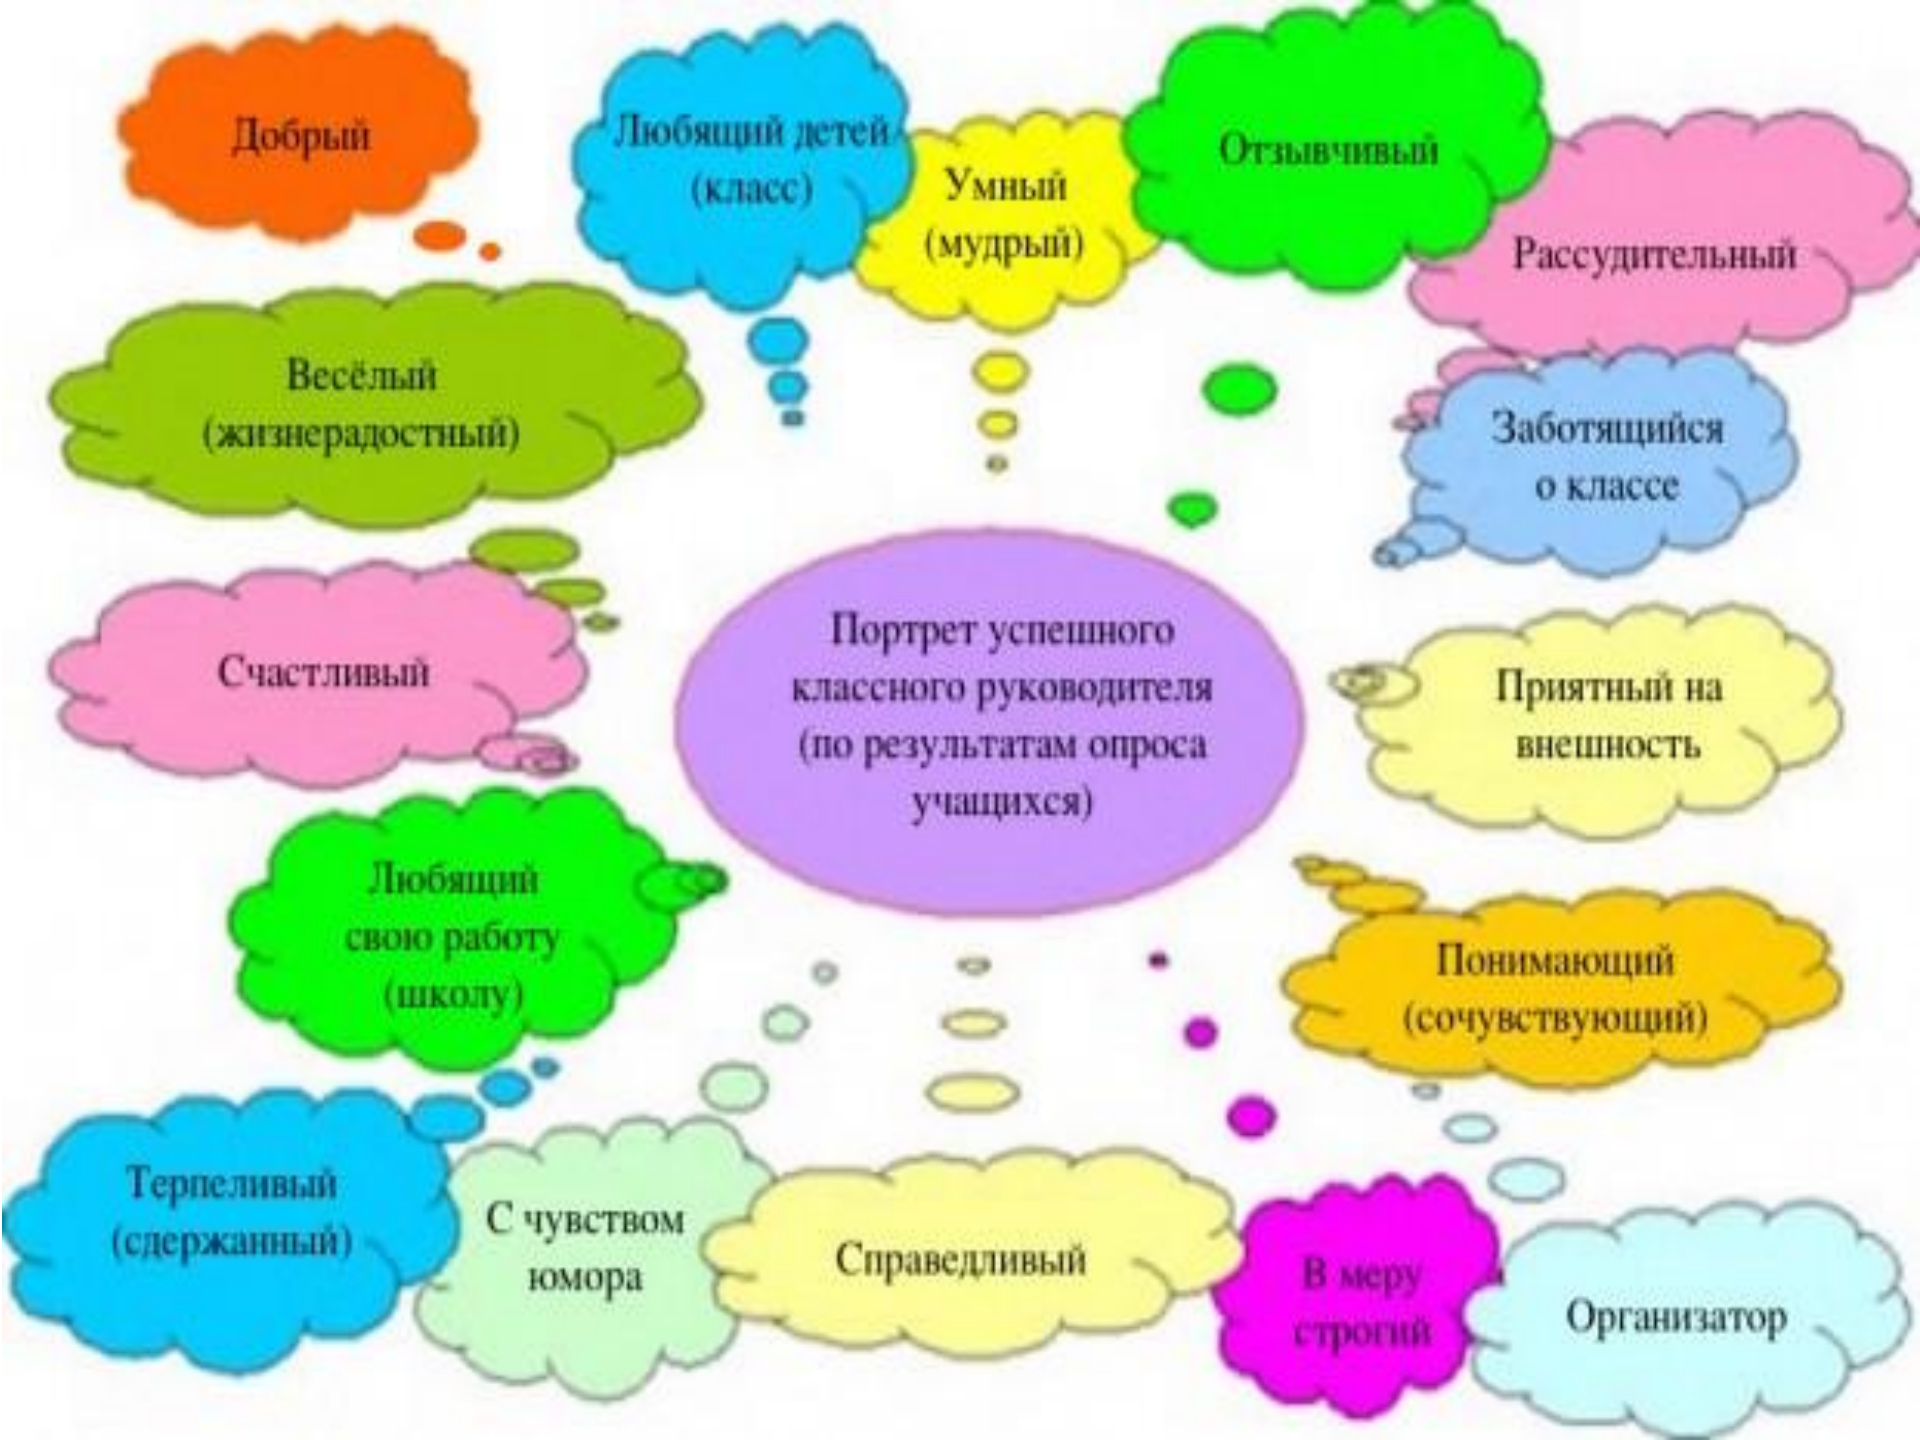 Добрый
Любящий детей
(класс)
Умный
(мудрый)
Отзывчивый
Рассудительный
Весёлый
(жизнерадостный)
Заботящийся
о классе
Счастливый
Портрет успешного
классного руководителя
(по результатам опроса
учащихся)
Приятный на
внешность
Любящий
свою работу
(школу)
Понимающий
(сочувствующий)
Терпеливый
(сдержанный)
С чувством
юмора
Справедливый
В меру
строгий
Организатор